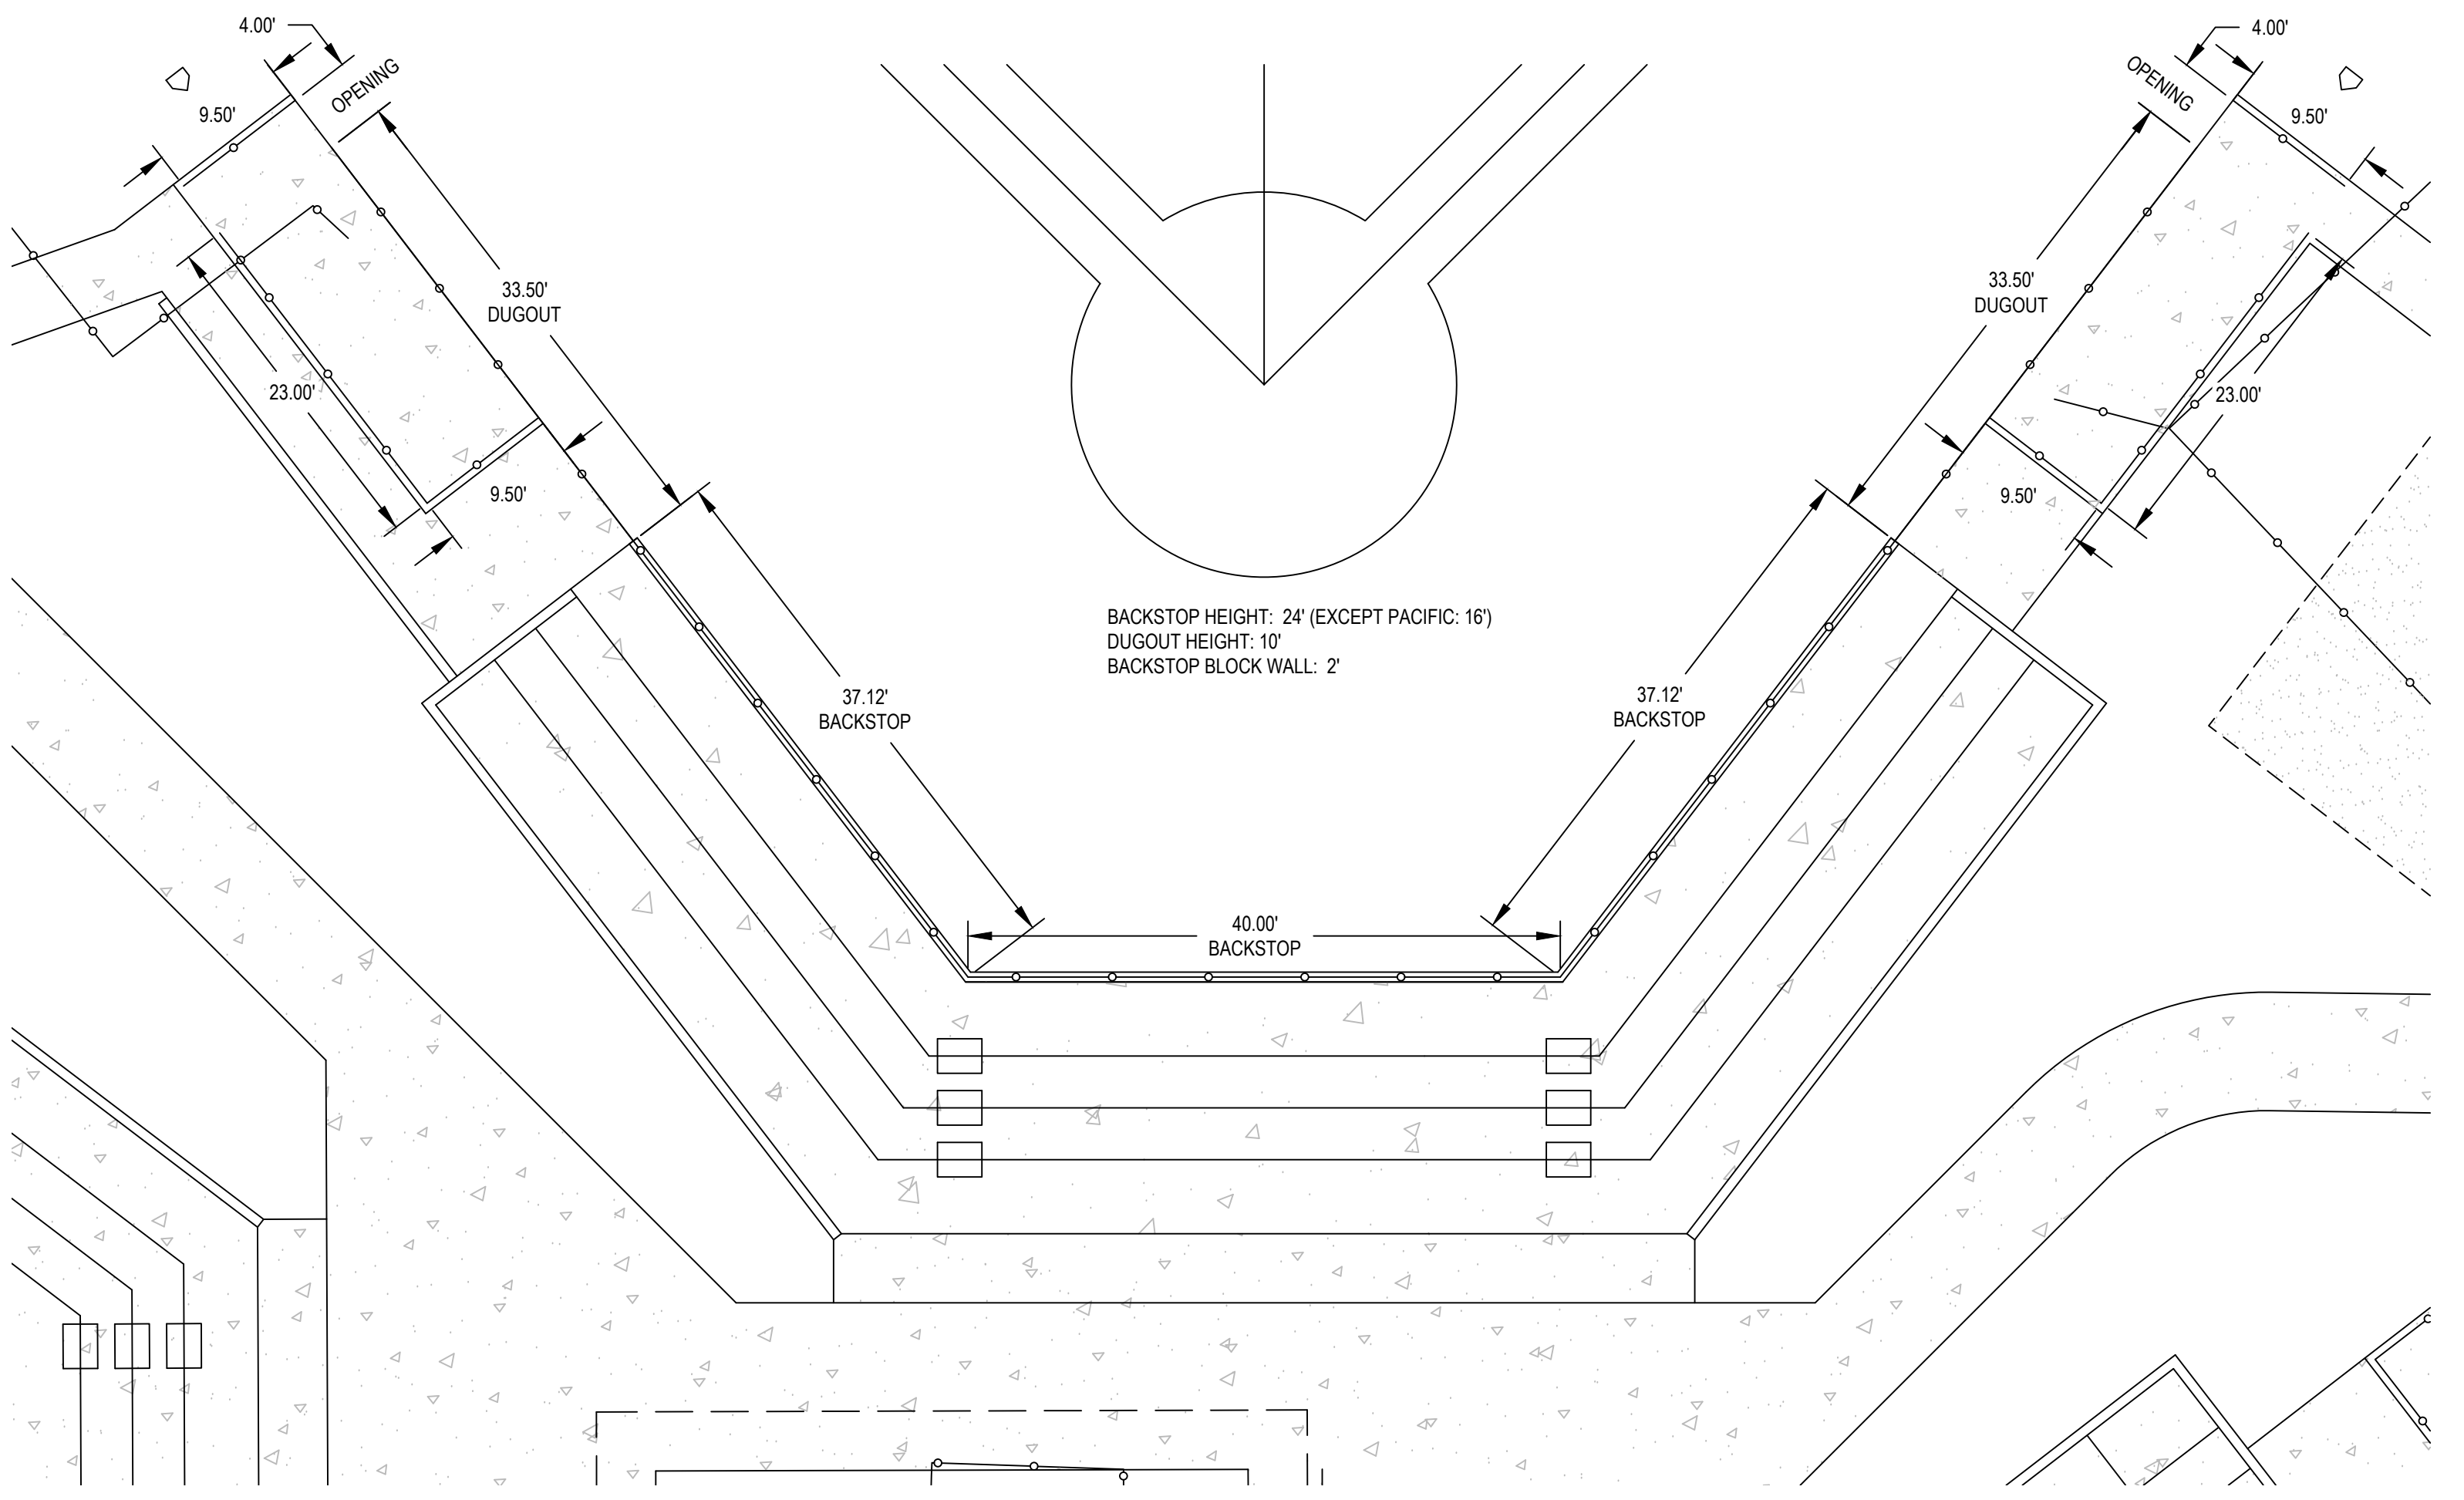 4.00'
4.00'
OPENING
OPENING
9.50'
9.50'
33.50'
DUGOUT
33.50'
DUGOUT
23.00'
23.00'
9.50'
9.50'
BACKSTOP HEIGHT:  24' (EXCEPT PACIFIC: 16')
DUGOUT HEIGHT: 10'
BACKSTOP BLOCK WALL:  2'
37.12'
BACKSTOP
37.12'
BACKSTOP
40.00'
BACKSTOP